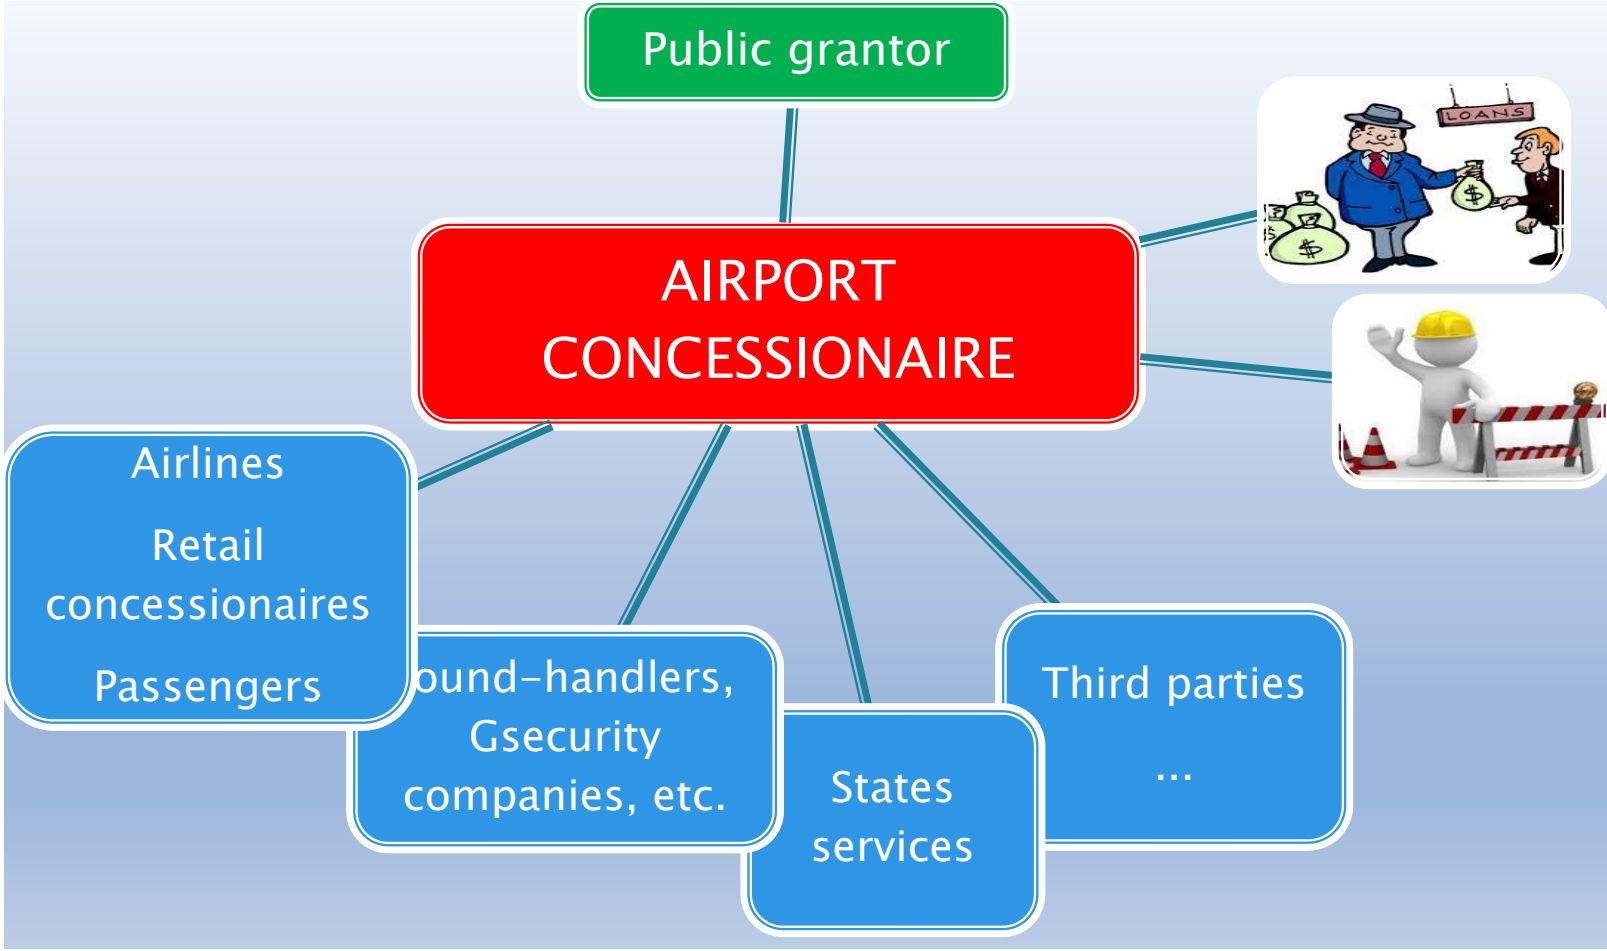 Public grantor
LOANS
AIRPORT
CONCESSIONAIRE
Airlines
Retail
concessionaires
Passengers
ound-handlers,
Gsecurity
companies, etc.
States
services
Third parties
...